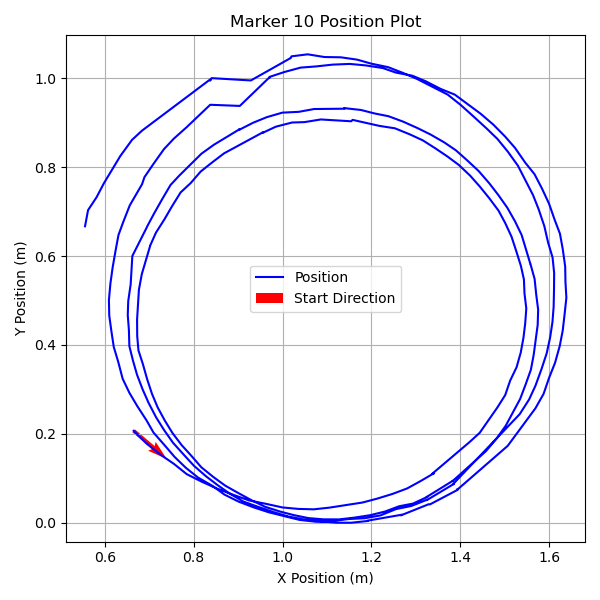 Marker 10 Position Plot
1.0
0.8
0.6
0.4
0.2
0.0
Y Position (m)
Position
Start Direction
0.6 0.8 1.0 1.2 1.4 1.6
X Position (m)